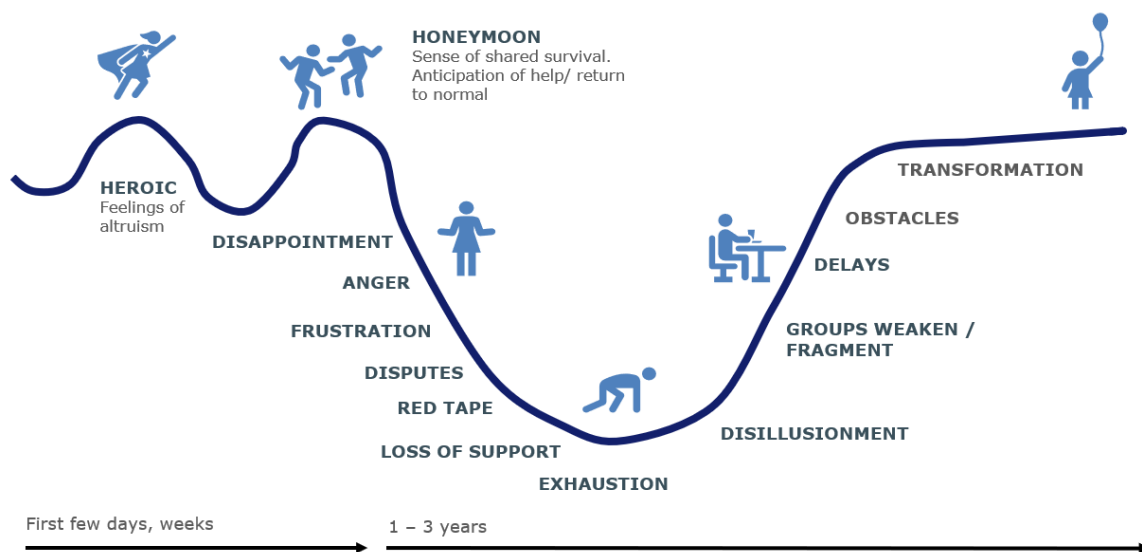 HONEYMOON
Sense of shared survival.
Anticipation of help/ return
to normal
HEROIC
Feelings of
altruism
DISAPPOINTMENT
ANGER
FRUSTRATION
DISPUTES
RED TAPE
LOSS OF SUPPORT
EXHAUSTION
DISILLUSIONMENT
GROUPS WEAKEN /
FRAGMENT
DELAYS
OBSTACLES
TRANSFORMATION
First few days, weeks
1 – 3 years